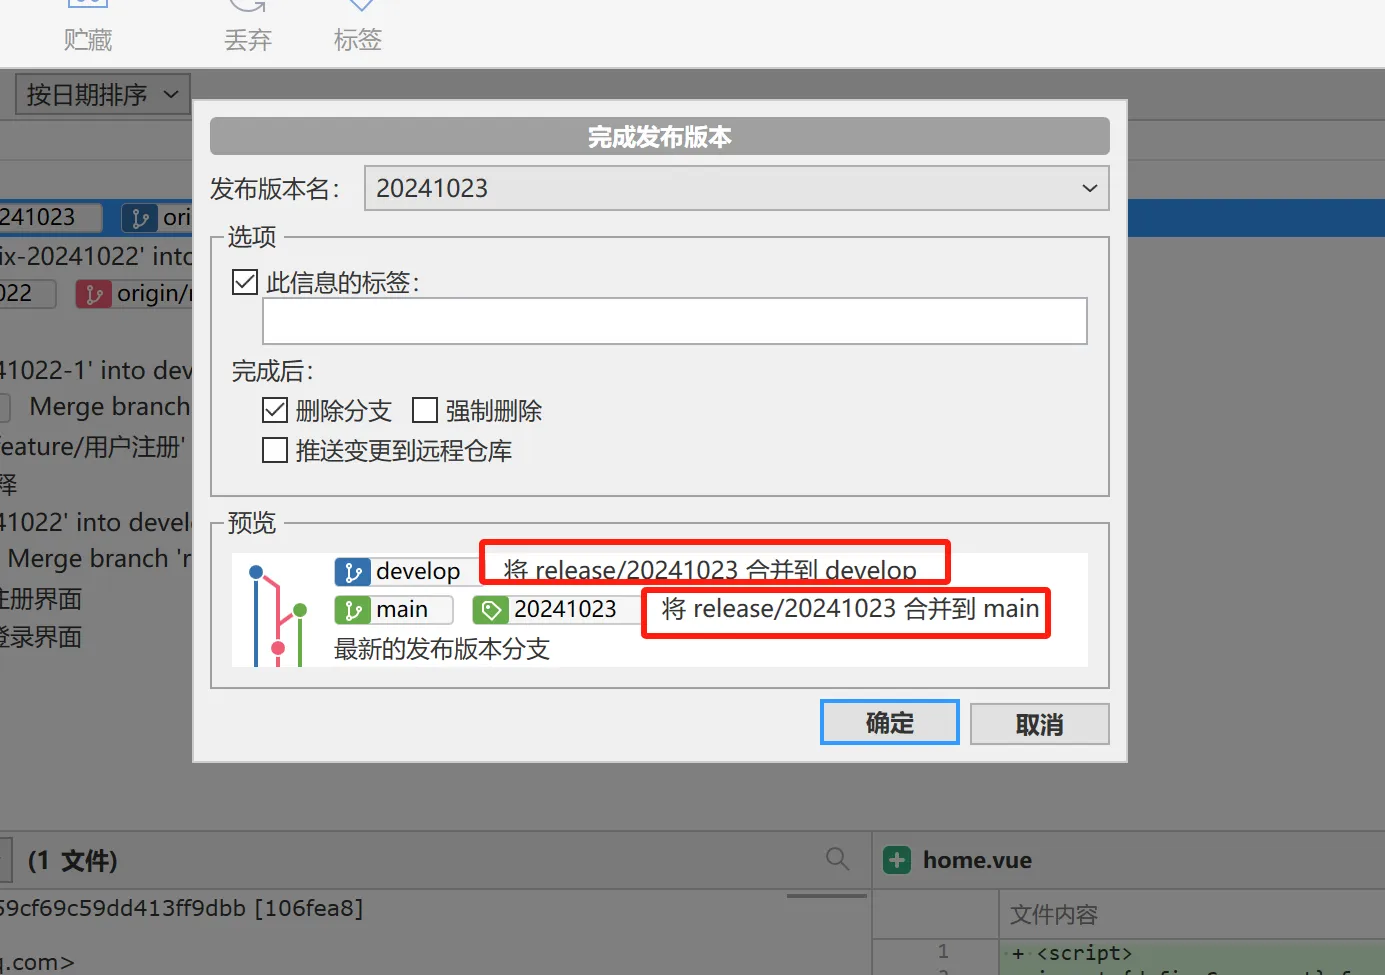 贮藏 丢弃 标签
按日期排序
完成发布版本
发布版本名： 20241023
241023 ori
选项
ix-20241022' into
此信息的标签：
022 origin/r
41022-1' into dev
完成后：
Merge branch
删除分支 强制删除
feature/用户注册'
推送变更到远程仓库
释
41022' into devel
预览
Merge branch 'r
develop 将 release/20241023 合并到 develop
注册界面
main 20241023 将 release/20241023 合并到 main
登录界面
最新的发布版本分支
确定 取消
(1 文件)
home.vue
59cf69c59dd413ff9dbb [106fea8]
文件内容
1 + <script>
q.com>